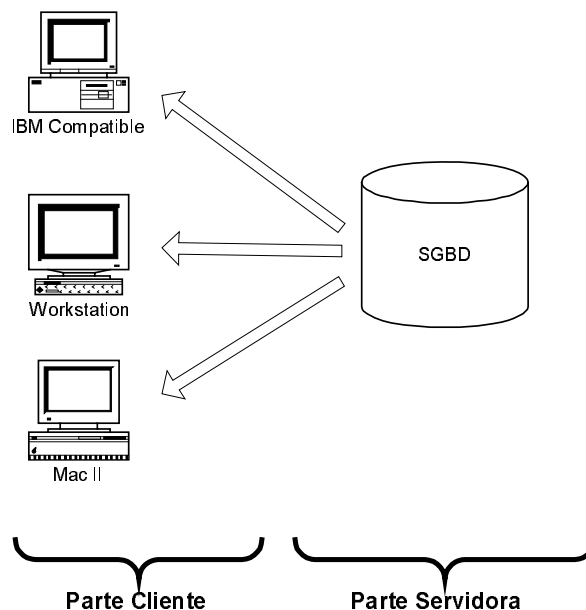 IBM Compatible
SGBD
Workstation
Mac II
Parte Cliente
Parte Servidora